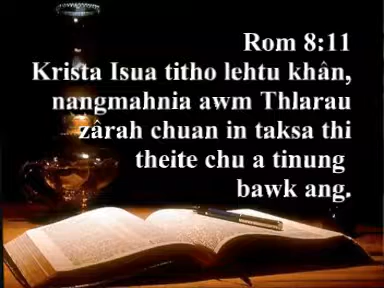 Rom 8:11
Krista Isua titho lehtu khân,
nangmahnia awm Thlarau
zârah chuan in taksa thi
theite chu a tinung
bawk ang.